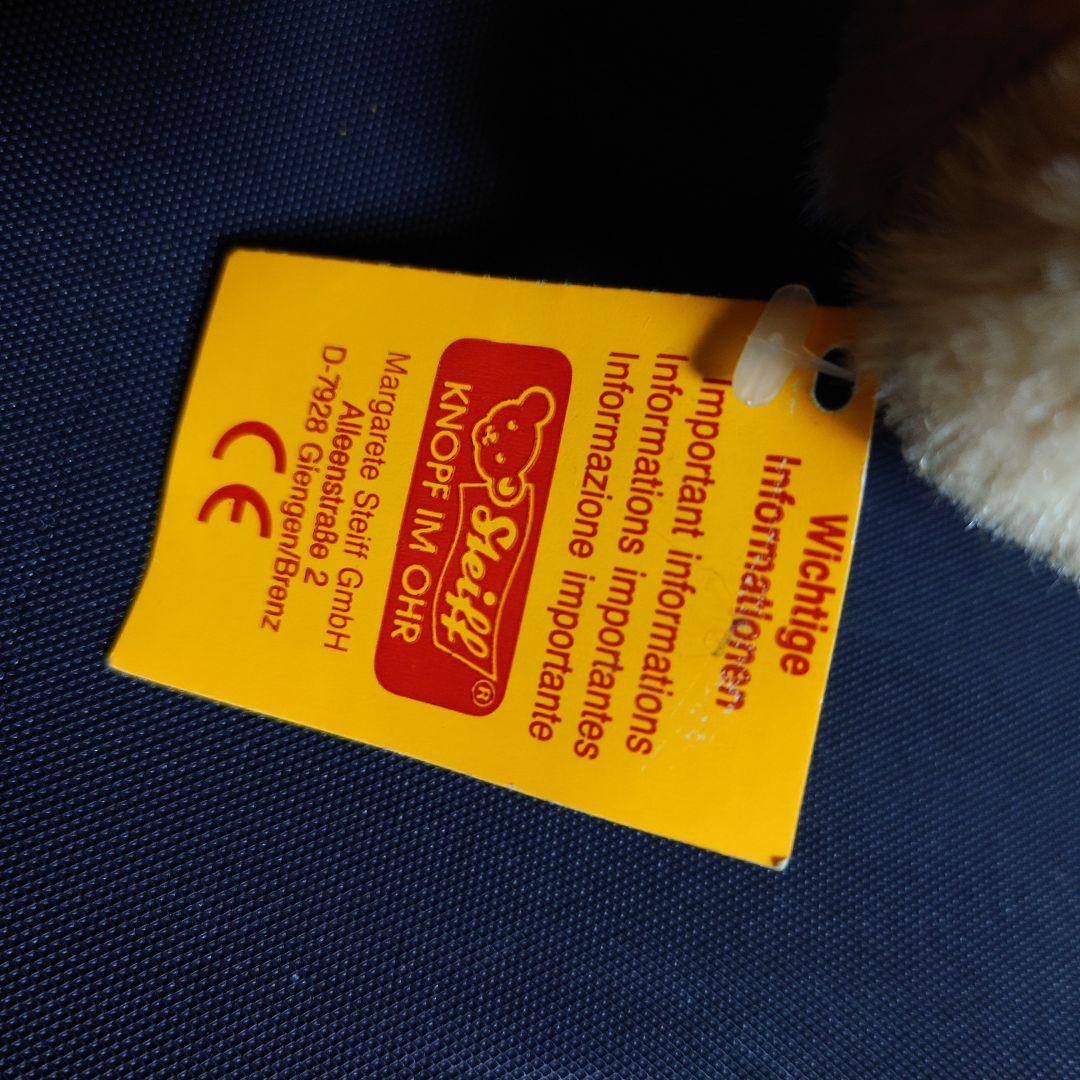 Wichtige
Informationen
Important informations
Informations importantes
Informazione importante
Steiff®
KNOPF IM OHR
Margarete Steiff GmbH
Alleenstraße 2
D-7928 Giengen/Brenz
CE